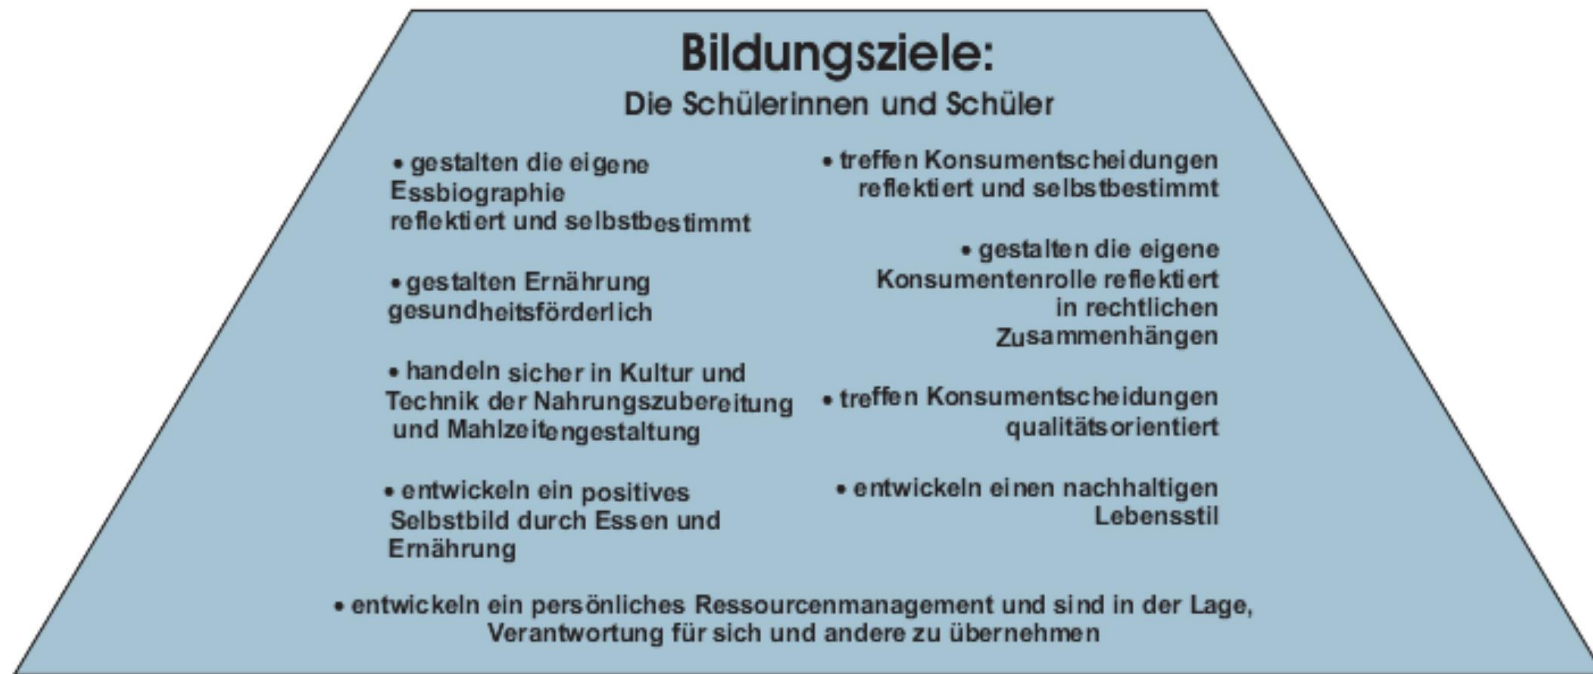 Bildungsziele:
Die Schülerinnen und Schüler
• gestalten die eigene
Essbiographie
reflektiert und selbstbestimmt
• gestalten Ernährung
gesundheitsförderlich
• handeln sicher in Kultur und
Technik der Nahrungszubereitung
und Mahlzeitengestaltung
• entwickeln ein positives
Selbstbild durch Essen und
Ernährung
• treffen Konsumentscheidungen
reflektiert und selbstbestimmt
• gestalten die eigene
Konsumentenrolle reflektiert
in rechtlichen
Zusammenhängen
• treffen Konsumentscheidungen
qualitätsorientiert
• entwickeln einen nachhaltigen
Lebensstil
• entwickeln ein persönliches Ressourcenmanagement und sind in der Lage,
Verantwortung für sich und andere zu übernehmen